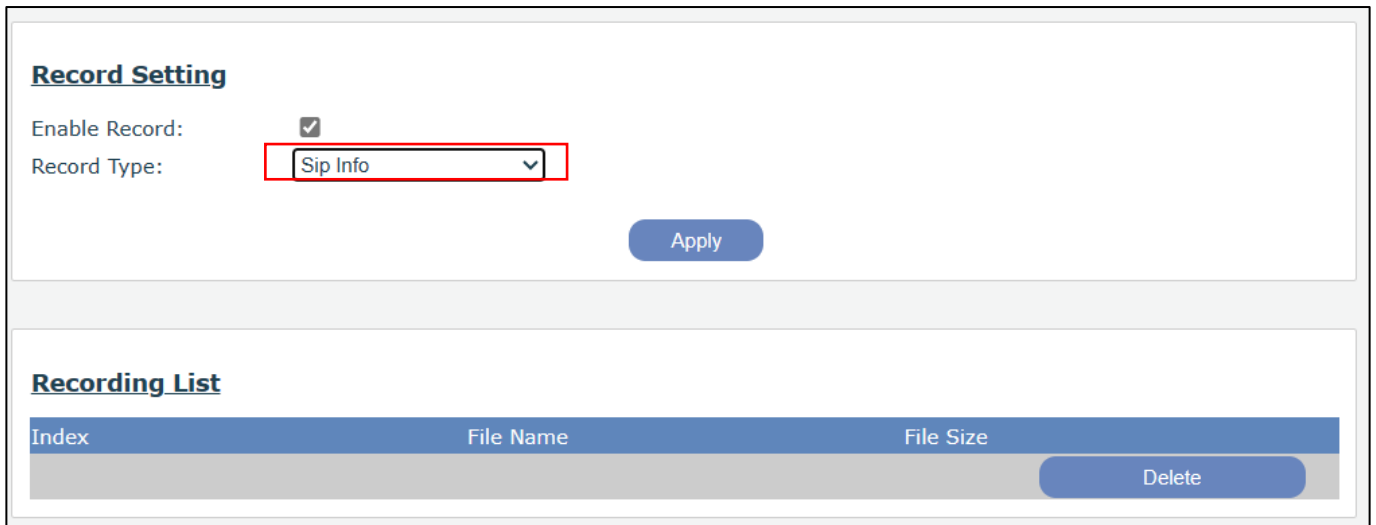 Record Setting
Enable Record:
Record Type: Sip Info
Apply
Recording List
Index File Name File Size
Delete